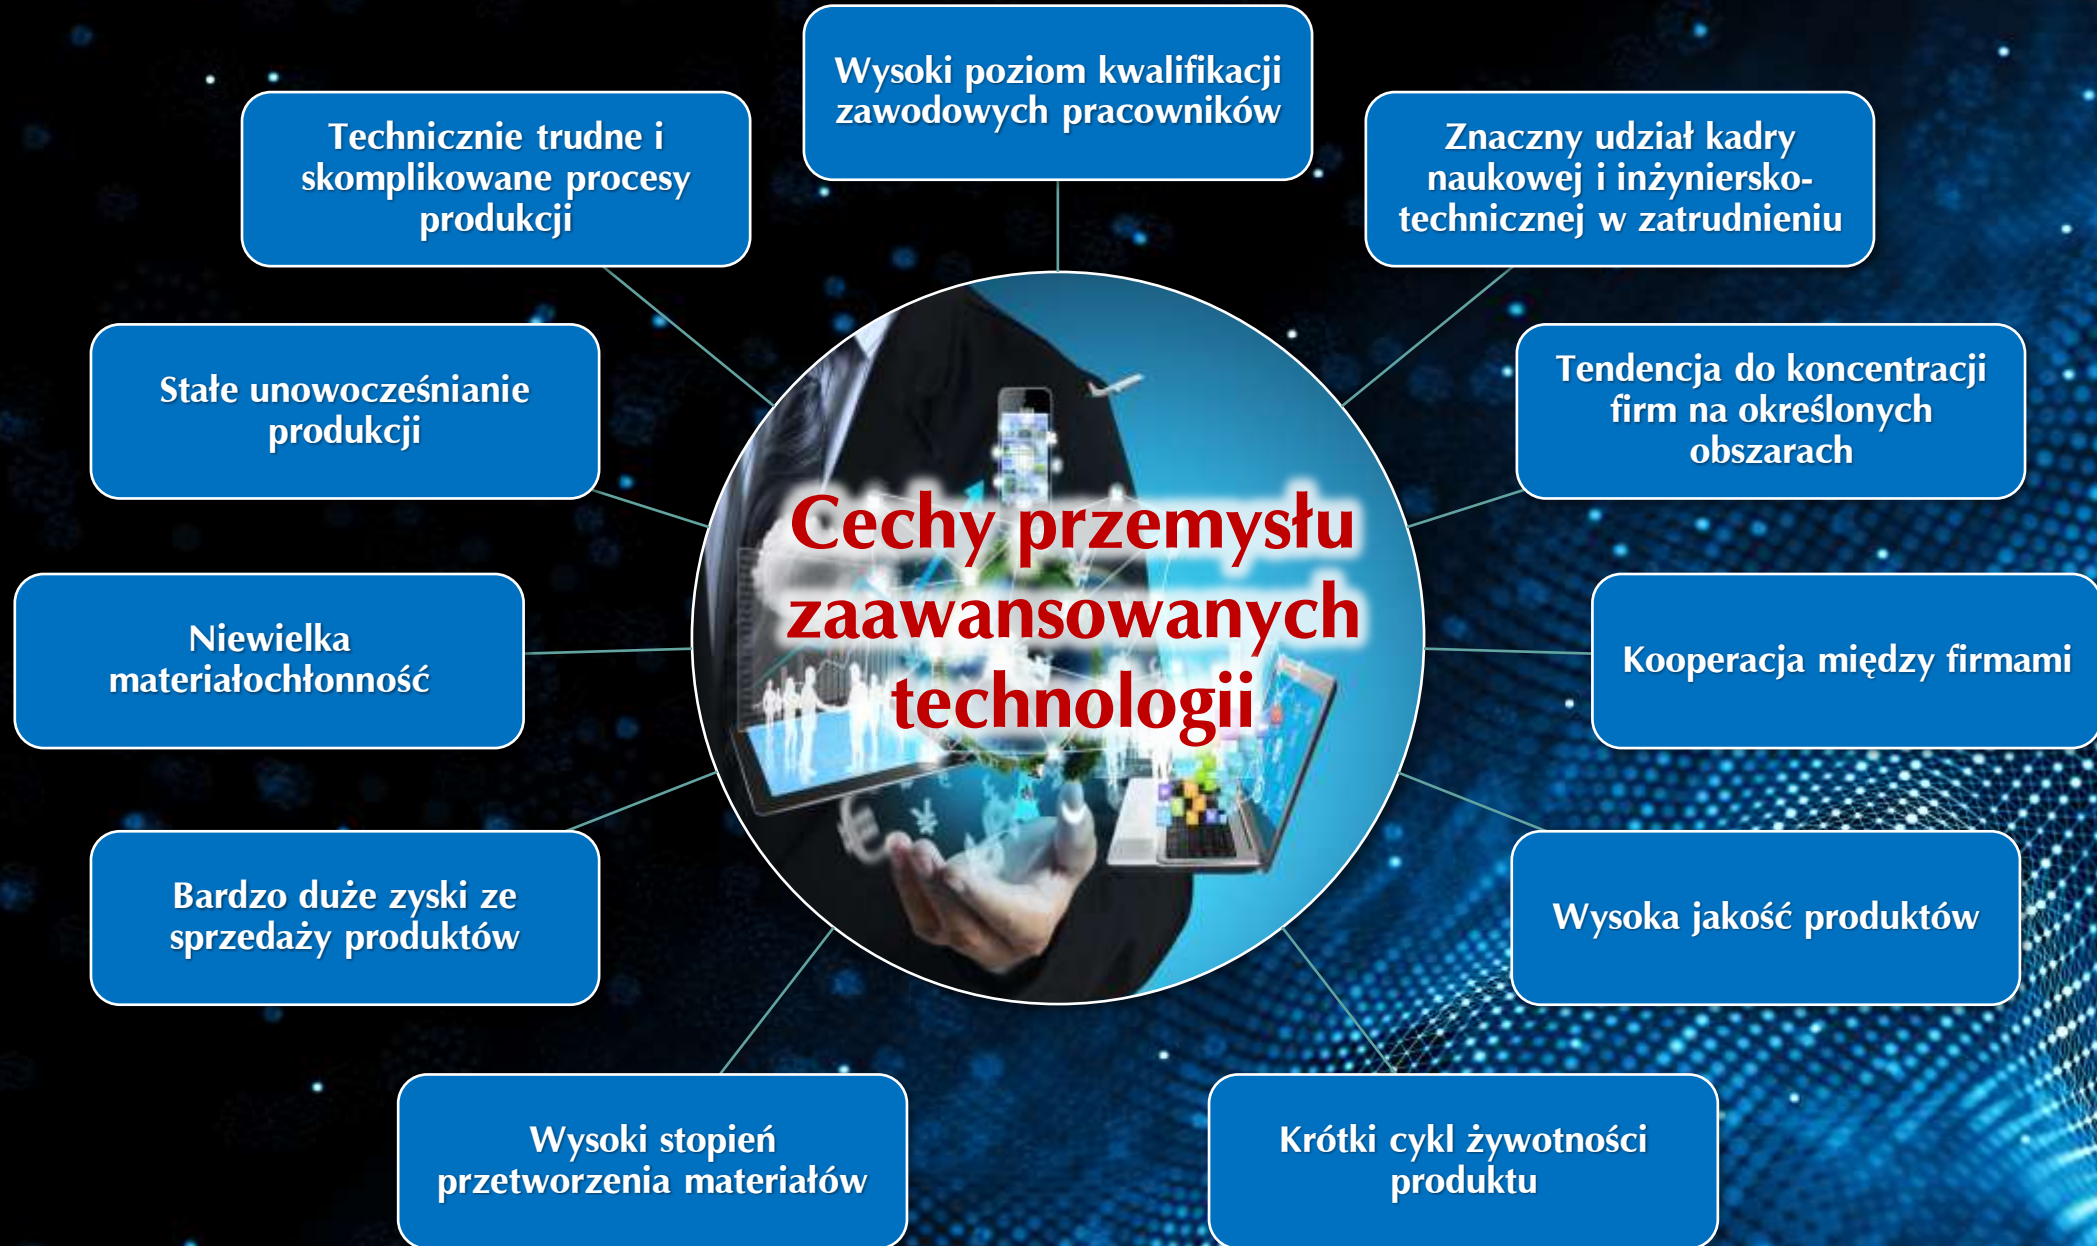 Wysoki poziom kwalifikacji
zawodowych pracowników
Znaczny udział kadry
naukowej i inżyniersko-
technicznej w zatrudnieniu
Tendencja do koncentracji
firm na określonych
obszarach
Kooperacja między firmami
Wysoka jakość produktów
Krótki cykl żywotności
produktu
Wysoki stopień
przetworzenia materiałów
Bardzo duże zyski ze
sprzedaży produktów
Niewielka
materiałochłonność
Stałe unowocześnianie
produkcji
Technicznie trudne i
skomplikowane procesy
produkcji
Cechy przemysłu
zaawansowanych
technologii